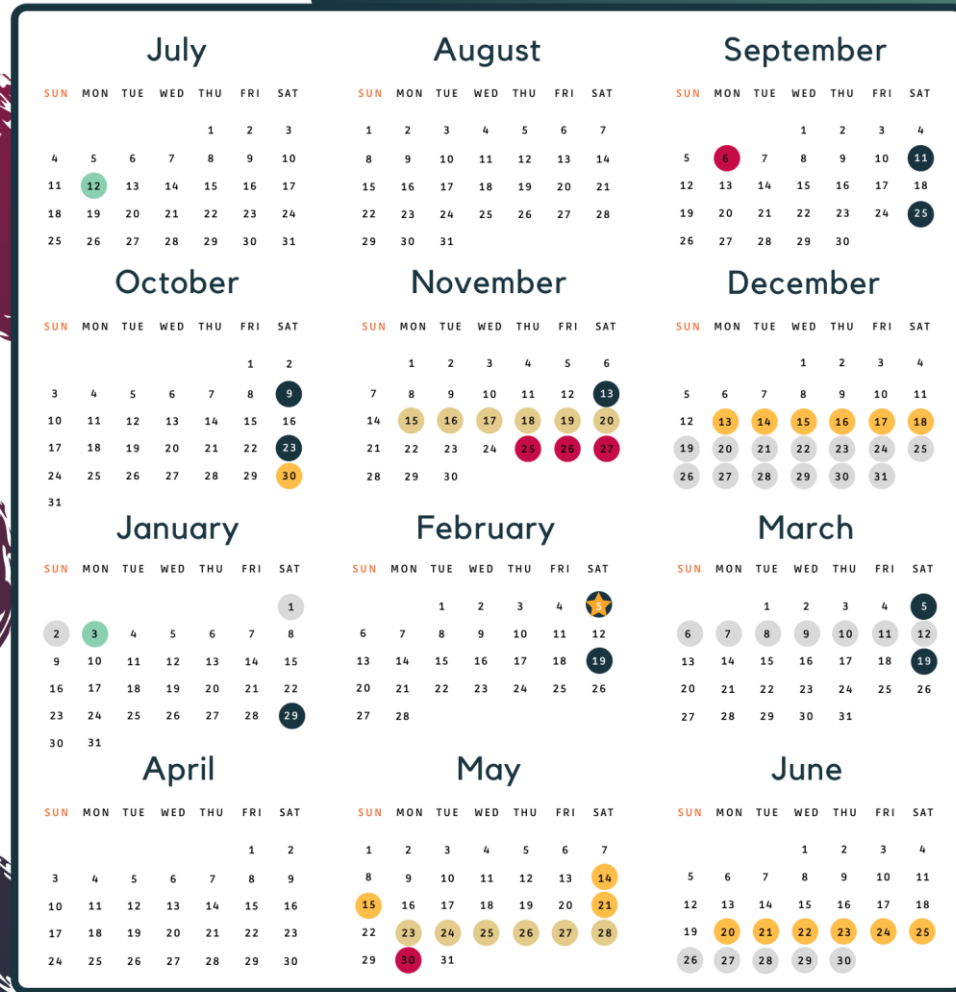 July
SUN MON TUE WED THU FRI SAT
1 2 3
4 5 6 7 8 9 10
11 12 13 14 15 16 17
18 19 20 21 22 23 24
25 26 27 28 29 30 31
August
SUN MON TUE WED THU FRI SAT
1 2 3 4 5 6 7
8 9 10 11 12 13 14
15 16 17 18 19 20 21
22 23 24 25 26 27 28
29 30 31
September
SUN MON TUE WED THU FRI SAT
1 2 3 4
5 6 7 8 9 10 11
12 13 14 15 16 17 18
19 20 21 22 23 24 25
26 27 28 29 30
October
SUN MON TUE WED THU FRI SAT
1 2
3 4 5 6 7 8 9
10 11 12 13 14 15 16
17 18 19 20 21 22 23
24 25 26 27 28 29 30
31
November
SUN MON TUE WED THU FRI SAT
1 2 3 4 5 6
7 8 9 10 11 12 13
14 15 16 17 18 19 20
21 22 23 24 25 26 27
28 29 30
December
SUN MON TUE WED THU FRI SAT
1 2 3 4
5 6 7 8 9 10 11
12 13 14 15 16 17 18
19 20 21 22 23 24 25
26 27 28 29 30 31
January
SUN MON TUE WED THU FRI SAT
1
2 3 4 5 6 7 8
9 10 11 12 13 14 15
16 17 18 19 20 21 22
23 24 25 26 27 28 29
30 31
February
SUN MON TUE WED THU FRI SAT
1 2 3 4 5
6 7 8 9 10 11 12
13 14 15 16 17 18 19
20 21 22 23 24 25 26
27 28
March
SUN MON TUE WED THU FRI SAT
1 2 3 4 5
6 7 8 9 10 11 12
13 14 15 16 17 18 19
20 21 22 23 24 25 26
27 28 29 30 31
April
SUN MON TUE WED THU FRI SAT
1 2
3 4 5 6 7 8 9
10 11 12 13 14 15 16
17 18 19 20 21 22 23
24 25 26 27 28 29 30
May
SUN MON TUE WED THU FRI SAT
1 2 3 4 5 6 7
8 9 10 11 12 13 14
15 16 17 18 19 20 21
22 23 24 25 26 27 28
29 30 31
June
SUN MON TUE WED THU FRI SAT
1 2 3 4
5 6 7 8 9 10 11
12 13 14 15 16 17 18
19 20 21 22 23 24 25
26 27 28 29 30